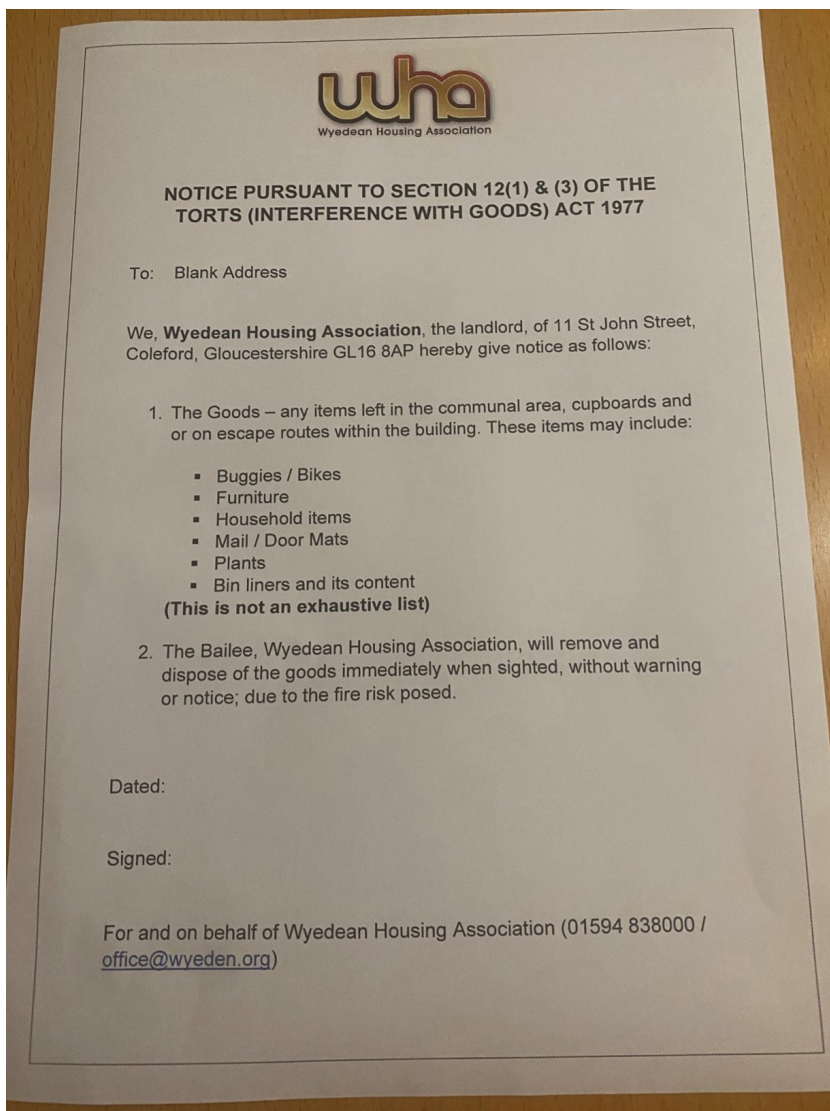 wha
Wyedean Housing Association
NOTICE PURSUANT TO SECTION 12(1) & (3) OF THE
TORTS (INTERFERENCE WITH GOODS) ACT 1977
To: Blank Address
We, Wyedean Housing Association, the landlord, of 11 St John Street,
Coleford, Gloucestershire GL16 8AP hereby give notice as follows:
1. The Goods – any items left in the communal area, cupboards and
or on escape routes within the building. These items may include:
▪ Buggies / Bikes
▪ Furniture
▪ Household items
▪ Mail / Door Mats
▪ Plants
▪ Bin liners and its content
(This is not an exhaustive list)
2. The Bailee, Wyedean Housing Association, will remove and
dispose of the goods immediately when sighted, without warning
or notice; due to the fire risk posed.
Dated:
Signed:
For and on behalf of Wyedean Housing Association (01594 838000 /
office@wyeden.org)